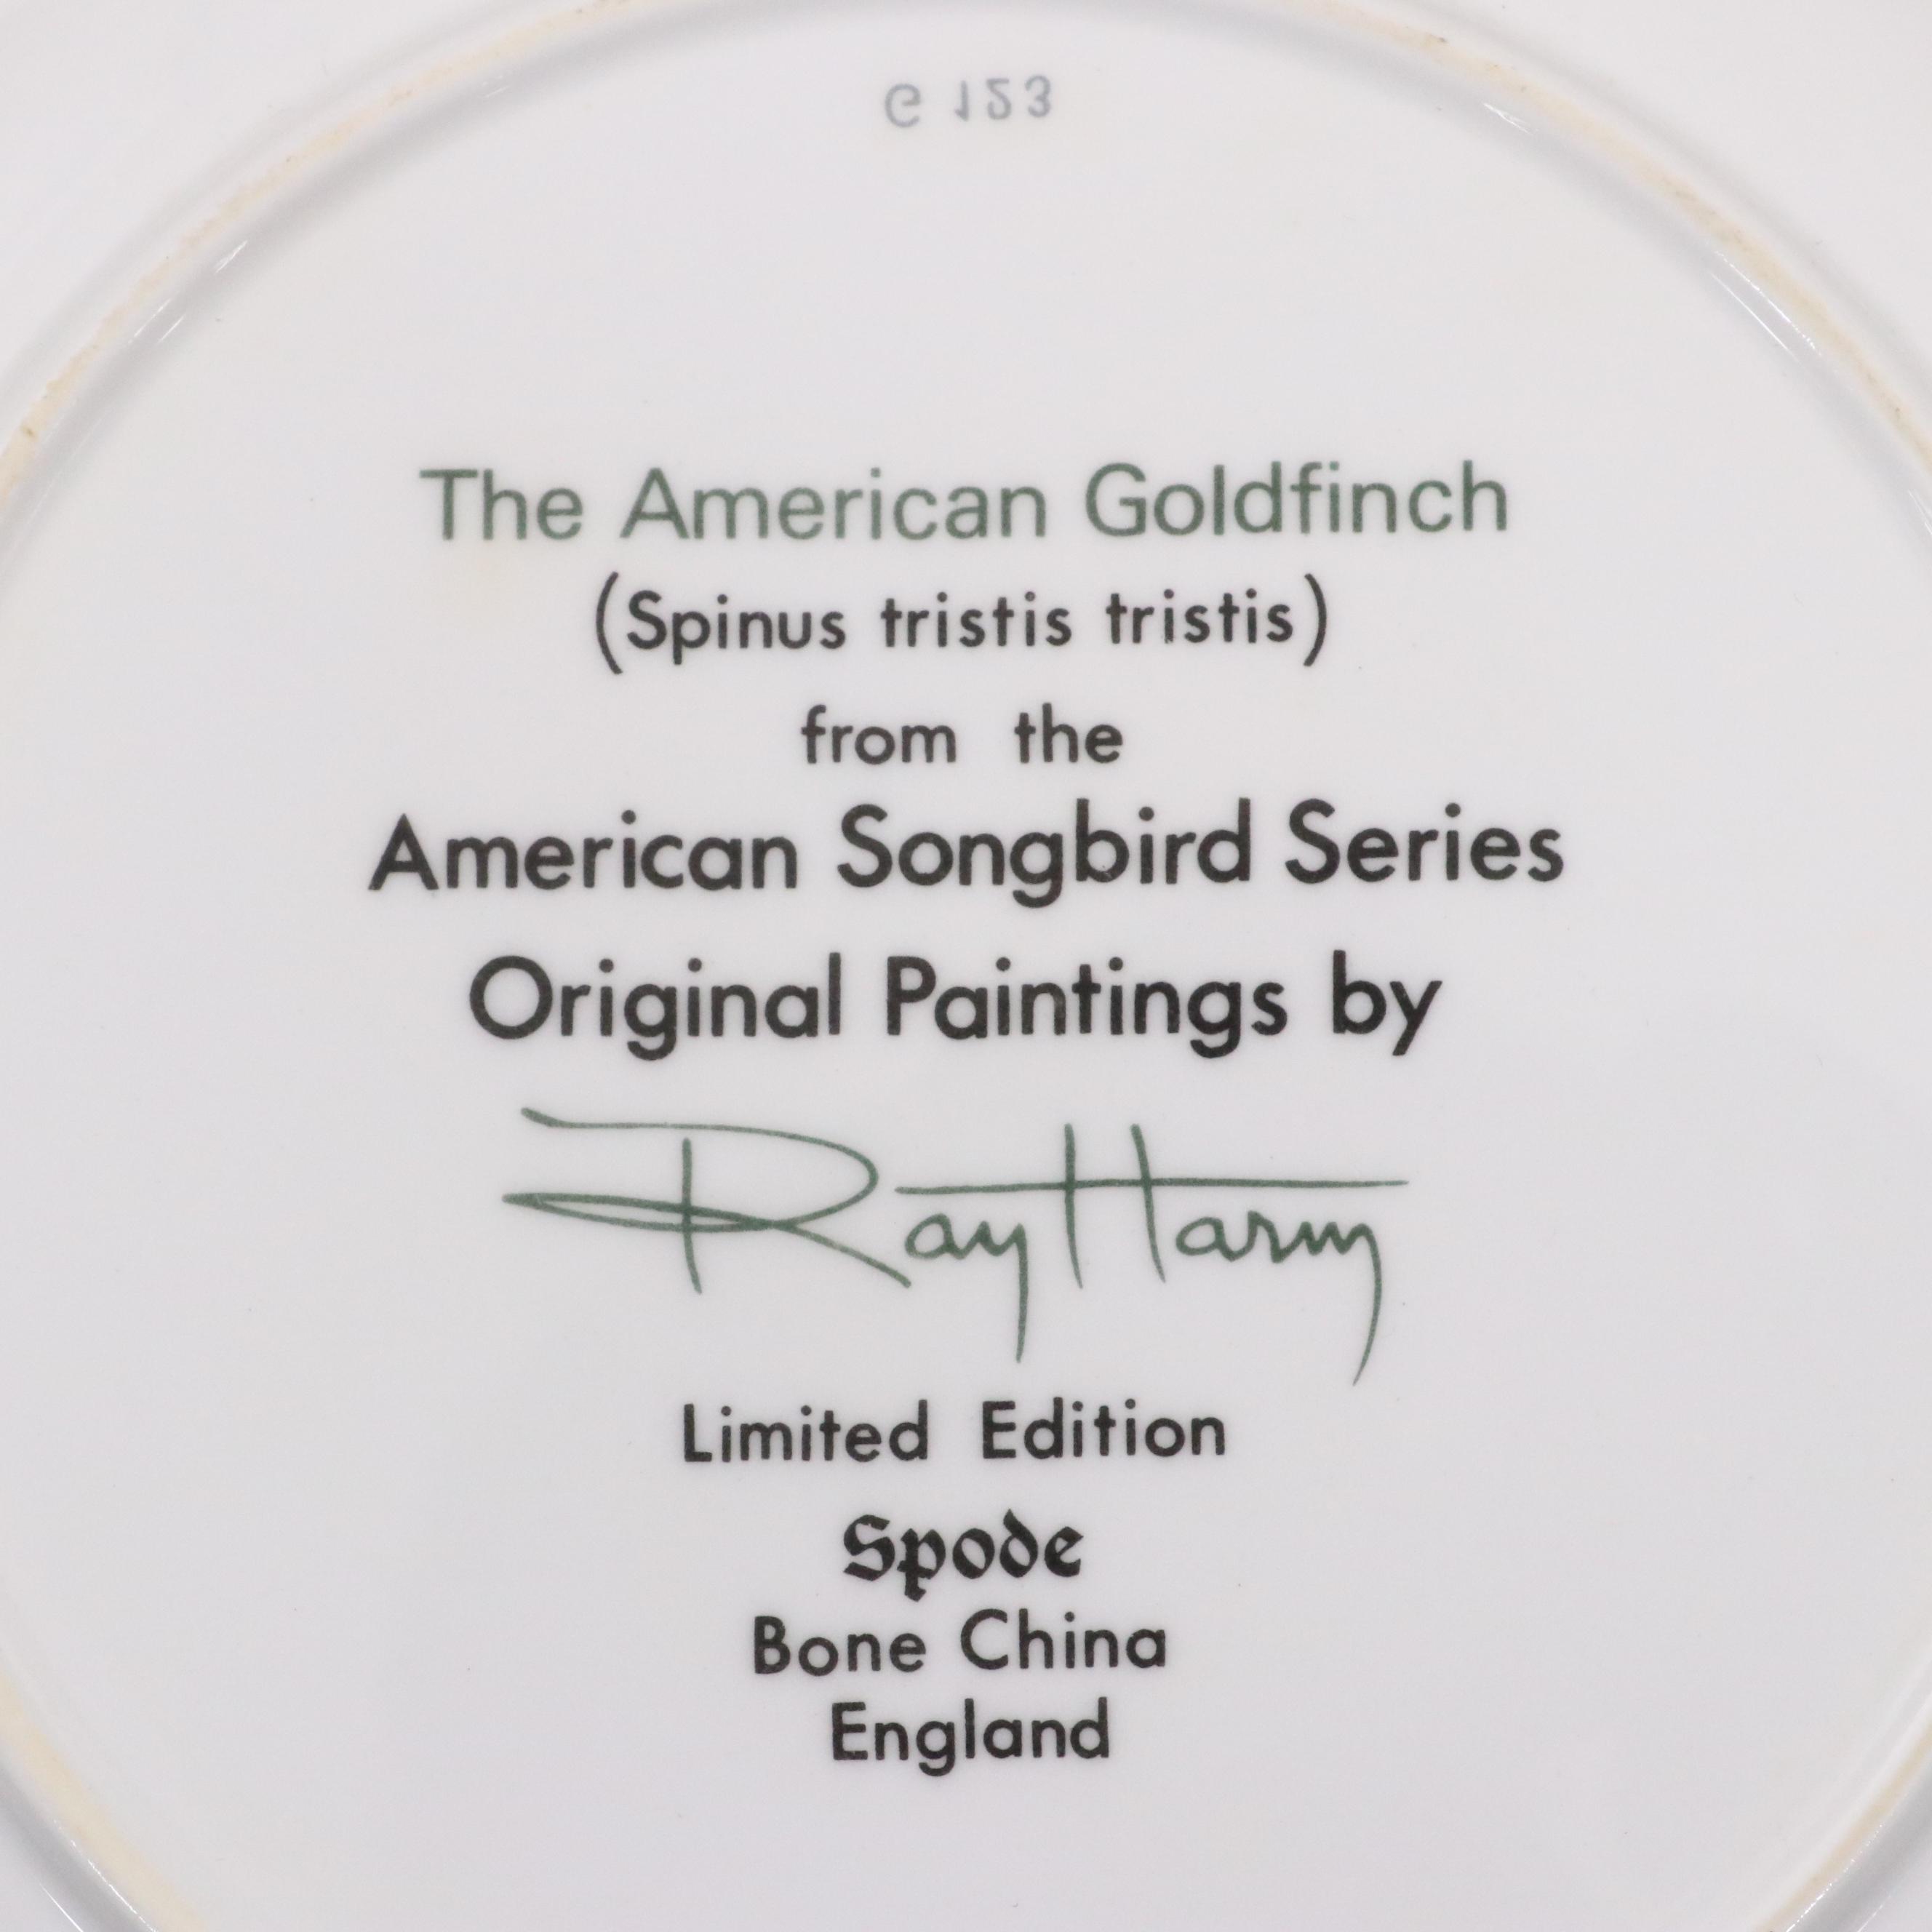 G 123
The American Goldfinch
(Spinus tristis tristis)
from the
American Songbird Series
Original Paintings by
Ray Harm
Limited Edition
Spode
Bone China
England